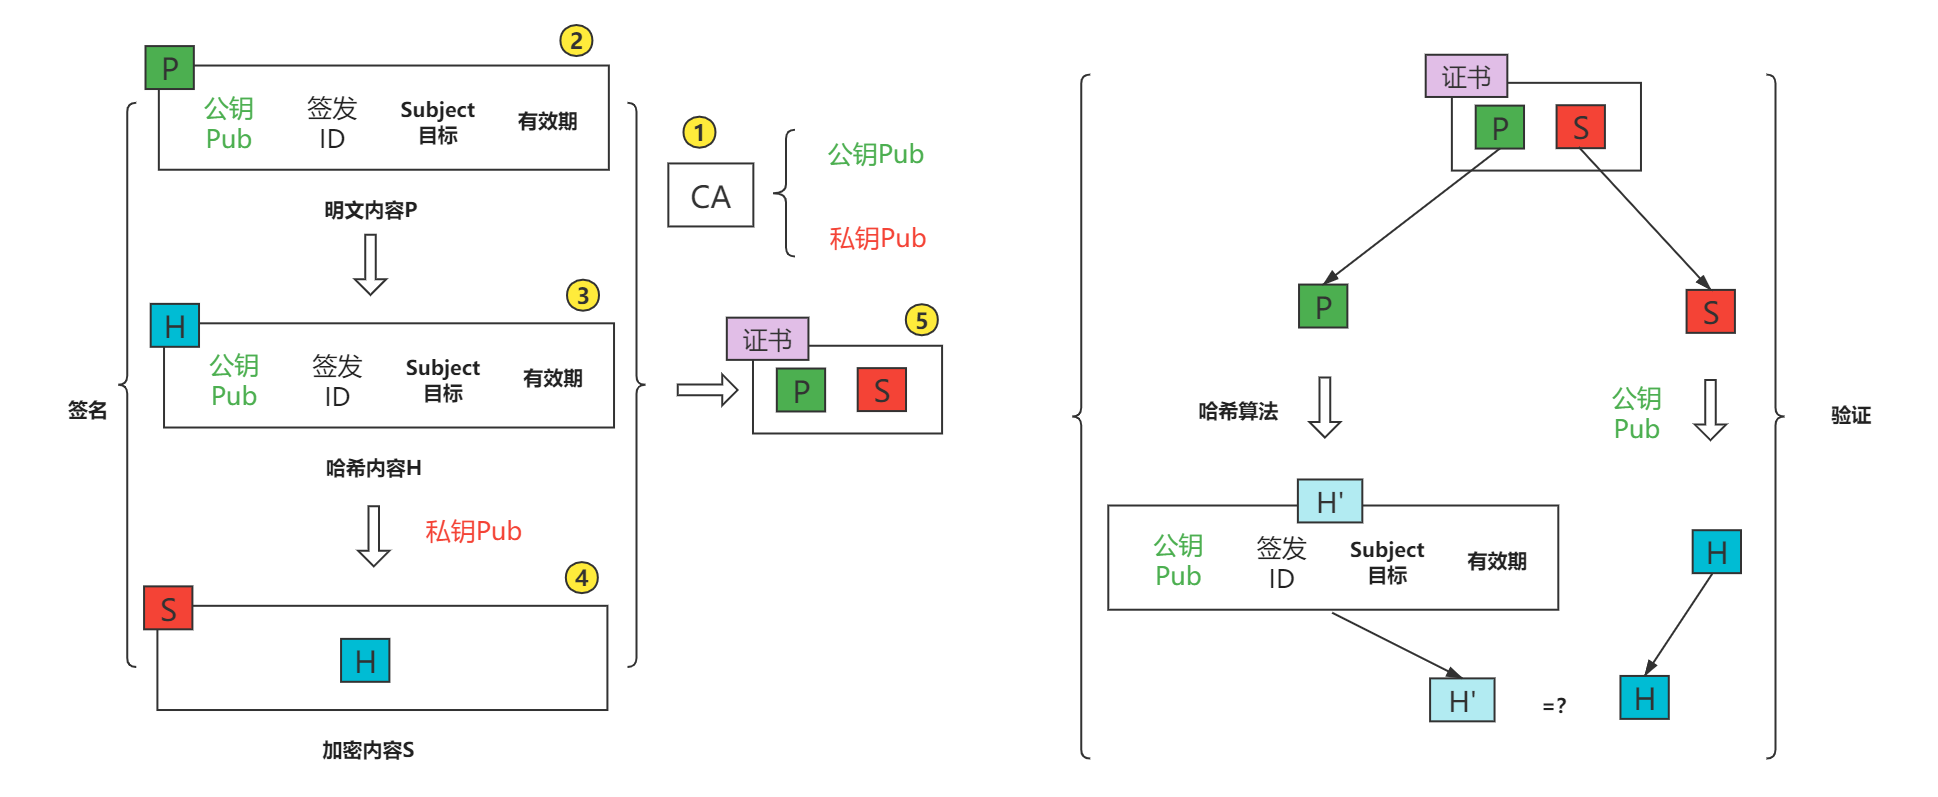 2
P
公钥
Pub
签发
ID
Subject
目标
有效期
明文内容P
3
H
公钥
Pub
签发
ID
Subject
目标
有效期
签名
哈希内容H
私钥Pub
4
S
H
加密内容S
1
CA
公钥Pub
私钥Pub
5
证书
P
S
证书
P
S
P
S
哈希算法
公钥
Pub
验证
H'
公钥
Pub
签发
ID
Subject
目标
有效期
H
H'
=?
H